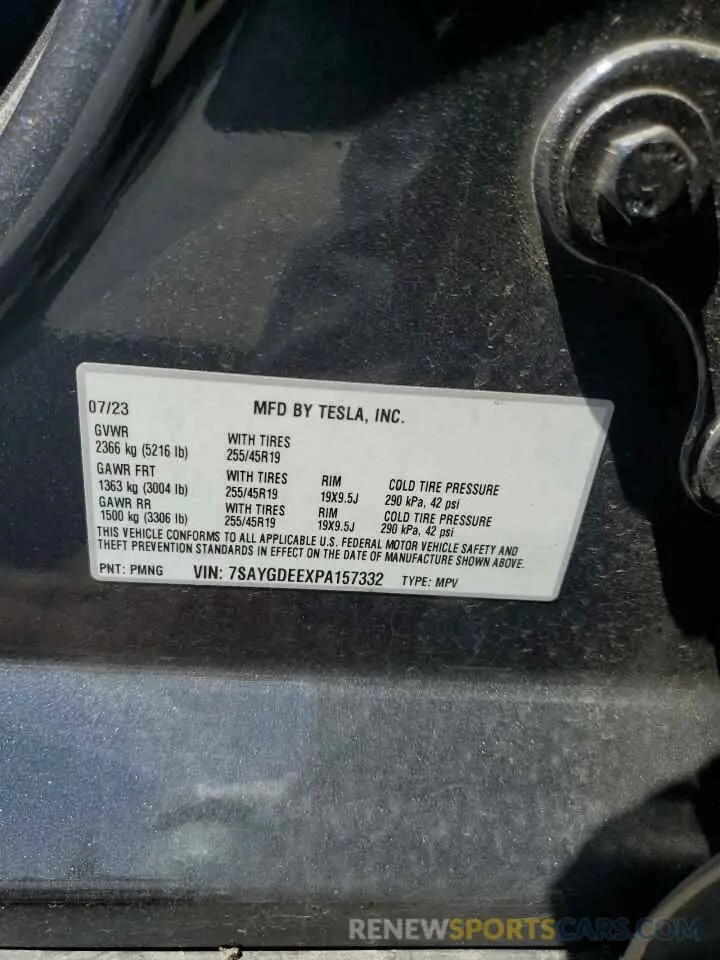 07/23 MFD BY TESLA, INC.
GVWR
2366 kg (5216 lb) WITH TIRES
255/45R19
GAWR FRT
1363 kg (3004 lb) WITH TIRES
255/45R19 RIM
19X9.5J COLD TIRE PRESSURE
290 kPa, 42 psi
GAWR RR
1500 kg (3306 lb) WITH TIRES
255/45R19 RIM
19X9.5J COLD TIRE PRESSURE
290 kPa, 42 psi
THIS VEHICLE CONFORMS TO ALL APPLICABLE U.S. FEDERAL MOTOR VEHICLE SAFETY AND
THEFT PREVENTION STANDARDS IN EFFECT ON THE DATE OF MANUFACTURE SHOWN ABOVE.
PNT: PMNG VIN: 7SAYGDEEXPA157332 TYPE: MPV
RENEWSPORTSCARS.COM